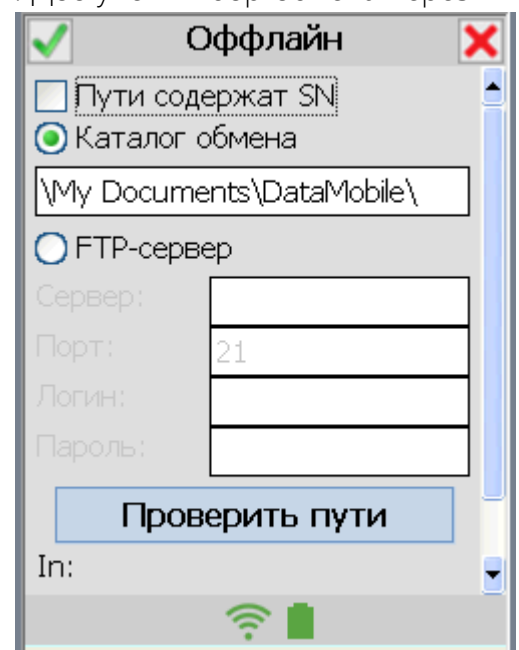 Оффлайн
Пути содержат SN
Каталог обмена
\My Documents\DataMobile\
FTP-сервер
Сервер:
Порт: 21
Логин:
Пароль:
Проверить пути
In: